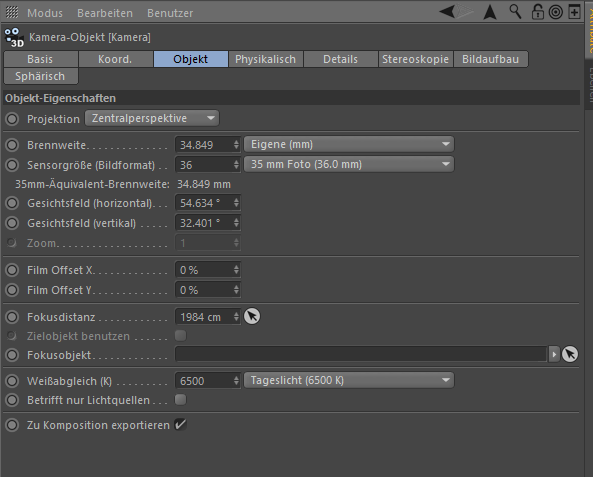 Modus Bearbeiten Benutzer
3D Kamera-Objekt [Kamera]
Basis Koord. Objekt Physikalisch Details Stereoskopie Bildaufbau
Sphärisch
Objekt-Eigenschaften
Projektion Zentralperspektive
Brennweite. . . . . . . . . . . 34.849 Eigene (mm)
Sensorgröße (Bildformat) . . 36 35 mm Foto (36.0 mm)
35mm-Äquivalent-Brennweite: 34.849 mm
Gesichtsfeld (horizontal). . . 54.634 °
Gesichtsfeld (vertikal) . . . . 32.401 °
Zoom. . . . . . . . . . . . . . 1
Film Offset X. . . . . . . . . . 0 %
Film Offset Y. . . . . . . . . . 0 %
Fokusdistanz . . . . . . . . . 1984 cm
Zielobjekt benutzen . . . . .
Fokusobjekt. . . . . . . . . .
Weißabgleich (K) . . . . . . . 6500 Tageslicht (6500 K)
Betrifft nur Lichtquellen . . .
Zu Komposition exportieren